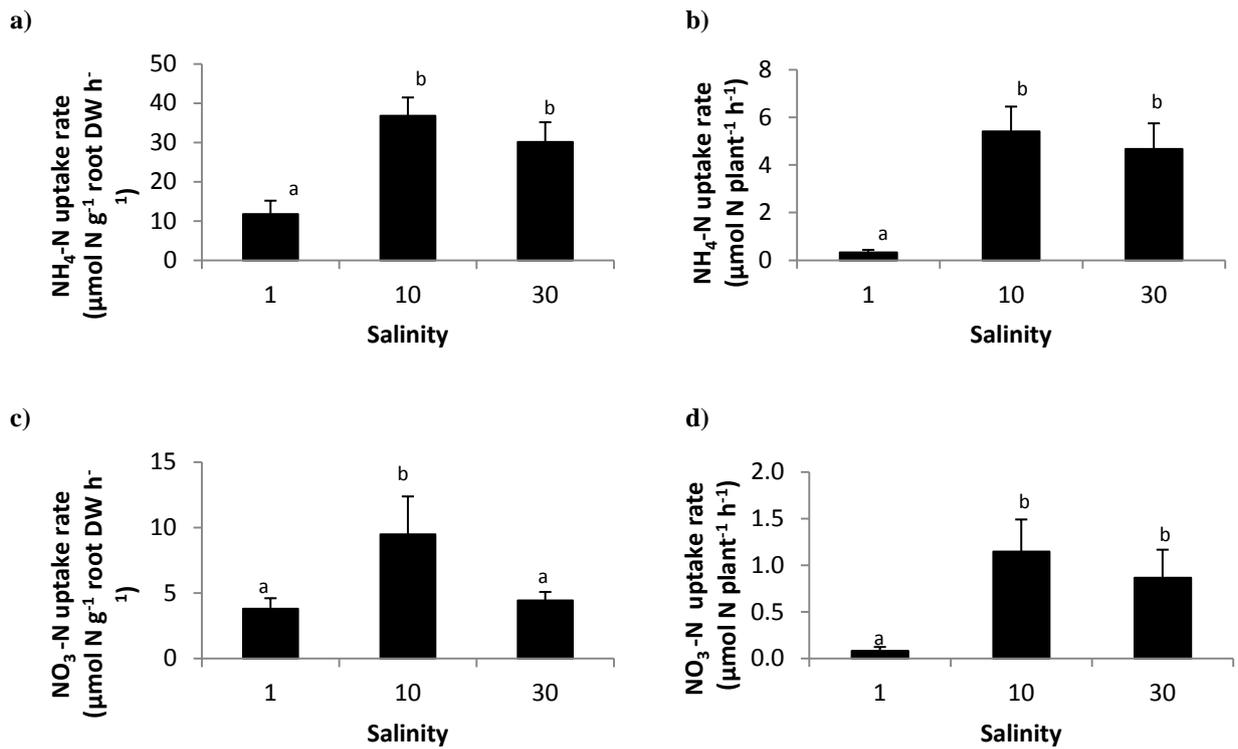 a)
NH₄-N uptake rate
(µmol N g⁻¹ root DW h⁻
¹)
50
40
30
20
10
0
a
b
b
1 10 30
Salinity
b)
NH₄-N uptake rate
(µmol N plant⁻¹ h⁻¹)
8
6
4
2
0
a
b
b
1 10 30
Salinity
c)
NO₃ -N uptake rate
(µmol N g⁻¹ root DW h⁻
¹)
15
10
5
0
a
b
a
1 10 30
Salinity
d)
NO₃ -N uptake rate
(µmol N plant⁻¹ h⁻¹)
2.0
1.5
1.0
0.5
0.0
a
b
b
1 10 30
Salinity